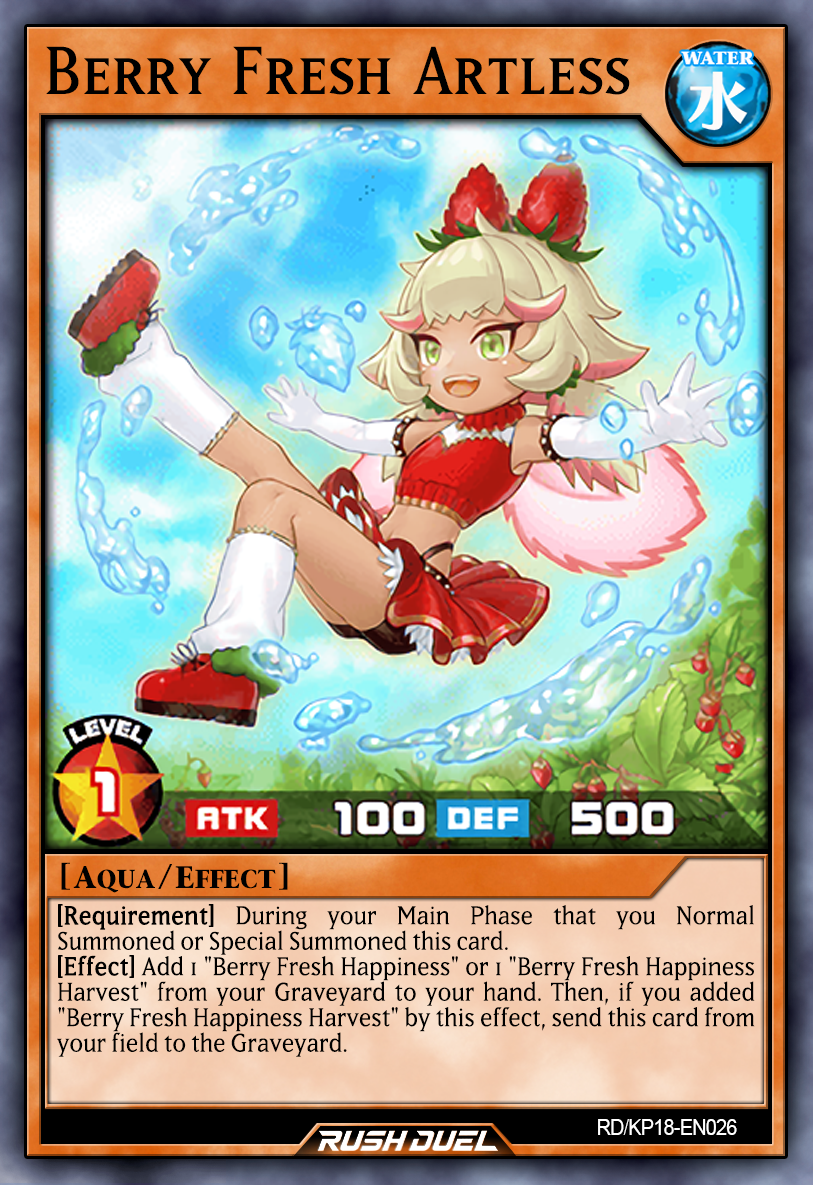 Berry Fresh Artless
WATER
水
LEVEL
1
ATK 100 DEF 500
[Aqua/Effect]
[Requirement] During your Main Phase that you Normal
Summoned or Special Summoned this card.
[Effect] Add 1 "Berry Fresh Happiness" or 1 "Berry Fresh Happiness
Harvest" from your Graveyard to your hand. Then, if you added
"Berry Fresh Happiness Harvest" by this effect, send this card from
your field to the Graveyard.
RD/KP18-EN026
RUSH DUEL